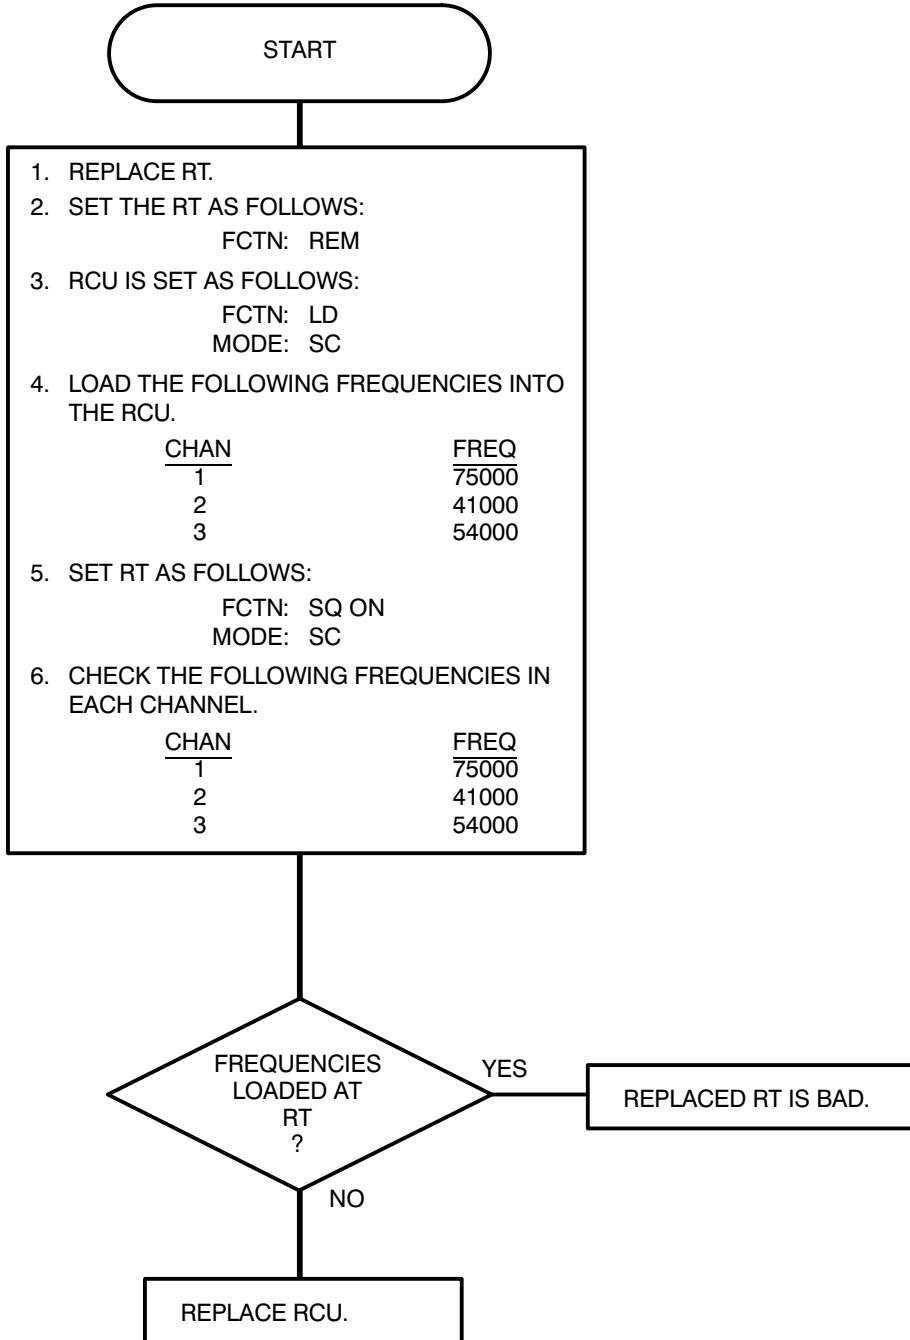 START
1. REPLACE RT.
2. SET THE RT AS FOLLOWS:
FCTN: REM
3. RCU IS SET AS FOLLOWS:
FCTN: LD
MODE: SC
4. LOAD THE FOLLOWING FREQUENCIES INTO
THE RCU.
CHAN FREQ
1 75000
2 41000
3 54000
5. SET RT AS FOLLOWS:
FCTN: SQ ON
MODE: SC
6. CHECK THE FOLLOWING FREQUENCIES IN
EACH CHANNEL.
CHAN FREQ
1 75000
2 41000
3 54000
FREQUENCIES
LOADED AT
RT
?
YES
REPLACED RT IS BAD.
NO
REPLACE RCU.